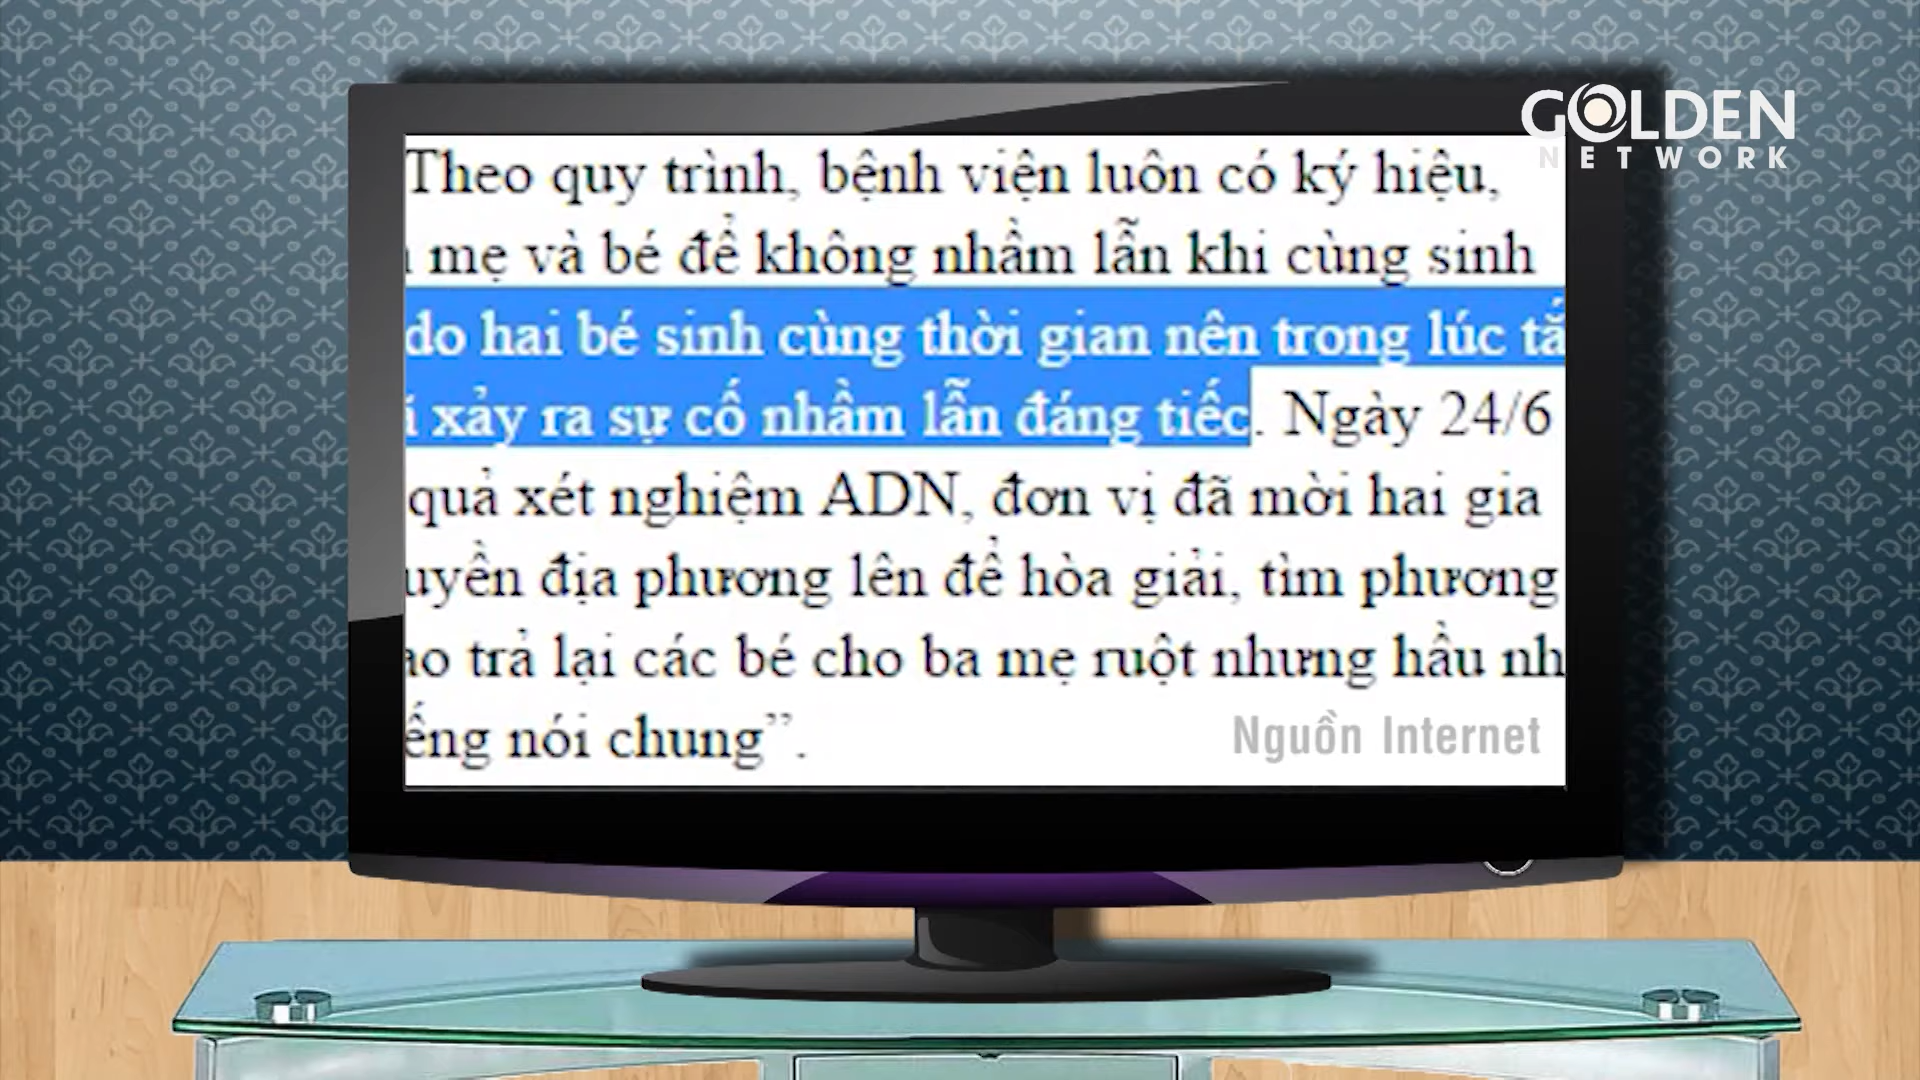 GOLDEN
NETWORK
Theo quy trình, bệnh viện luôn có ký hiệu,
mẹ và bé để không nhầm lẫn khi cùng sinh
do hai bé sinh cùng thời gian nên trong lúc
xảy ra sự cố nhầm lẫn đáng tiếc. Ngày 24/6
quả xét nghiệm ADN, đơn vị đã mời hai gia
địa phương lên để hòa giải, tìm phương
trả lại các bé cho ba mẹ ruột nhưng hầu
nói chung”.
Nguồn Internet